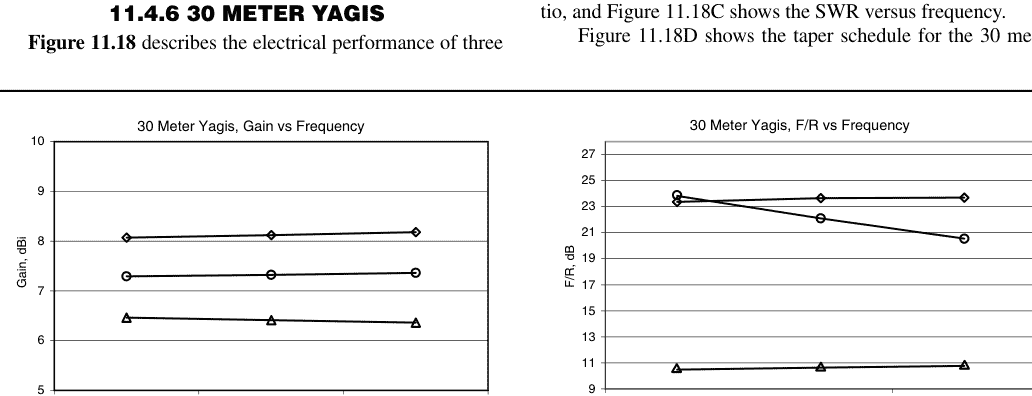 11.4.6 30 METER YAGIS
Figure 11.18 describes the electrical performance of three
tio, and Figure 11.18C shows the SWR versus frequency.
Figure 11.18D shows the taper schedule for the 30 me
30 Meter Yagis, Gain vs Frequency
10
9
8
7
6
5
Gain, dBi
30 Meter Yagis, F/R vs Frequency
27
25
23
21
19
17
15
13
11
9
F/R, dB